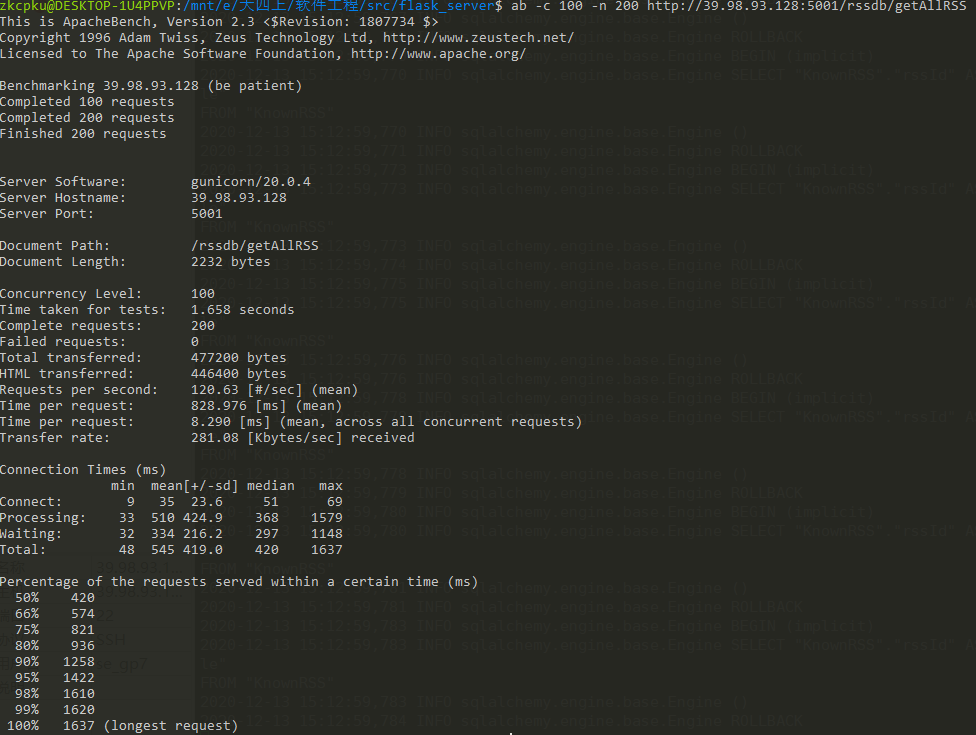 zkcpku@DESKTOP-1U4PPVP:/mnt/e/大四上/软件工程/src/flask_server$ ab -c 100 -n 200 http://39.98.93.128:5001/rssdb/getAllRSS
This is ApacheBench, Version 2.3 <$Revision: 1807734 $>
Copyright 1996 Adam Twiss, Zeus Technology Ltd, http://www.zeustech.net/
Licensed to The Apache Software Foundation, http://www.apache.org/
Benchmarking 39.98.93.128 (be patient)
Completed 100 requests
Completed 200 requests
Finished 200 requests
Server Software:        gunicorn/20.0.4
Server Hostname:        39.98.93.128
Server Port:            5001
Document Path:          /rssdb/getAllRSS
Document Length:        2232 bytes
Concurrency Level:      100
Time taken for tests:   1.658 seconds
Complete requests:      200
Failed requests:        0
Total transferred:      477200 bytes
HTML transferred:       446400 bytes
Requests per second:    120.63 [#/sec] (mean)
Time per request:       828.976 [ms] (mean)
Time per request:       8.290 [ms] (mean, across all concurrent requests)
Transfer rate:          281.08 [Kbytes/sec] received
Connection Times (ms)
              min  mean[+/-sd] median   max
Connect:        9   35  23.6     51      69
Processing:    33  510 424.9    368    1579
Waiting:       32  334 216.2    297    1148
Total:         48  545 419.0    420    1637
Percentage of the requests served within a certain time (ms)
  50%    420
  66%    574
  75%    821
  80%    936
  90%   1258
  95%   1422
  98%   1610
  99%   1620
 100%   1637 (longest request)